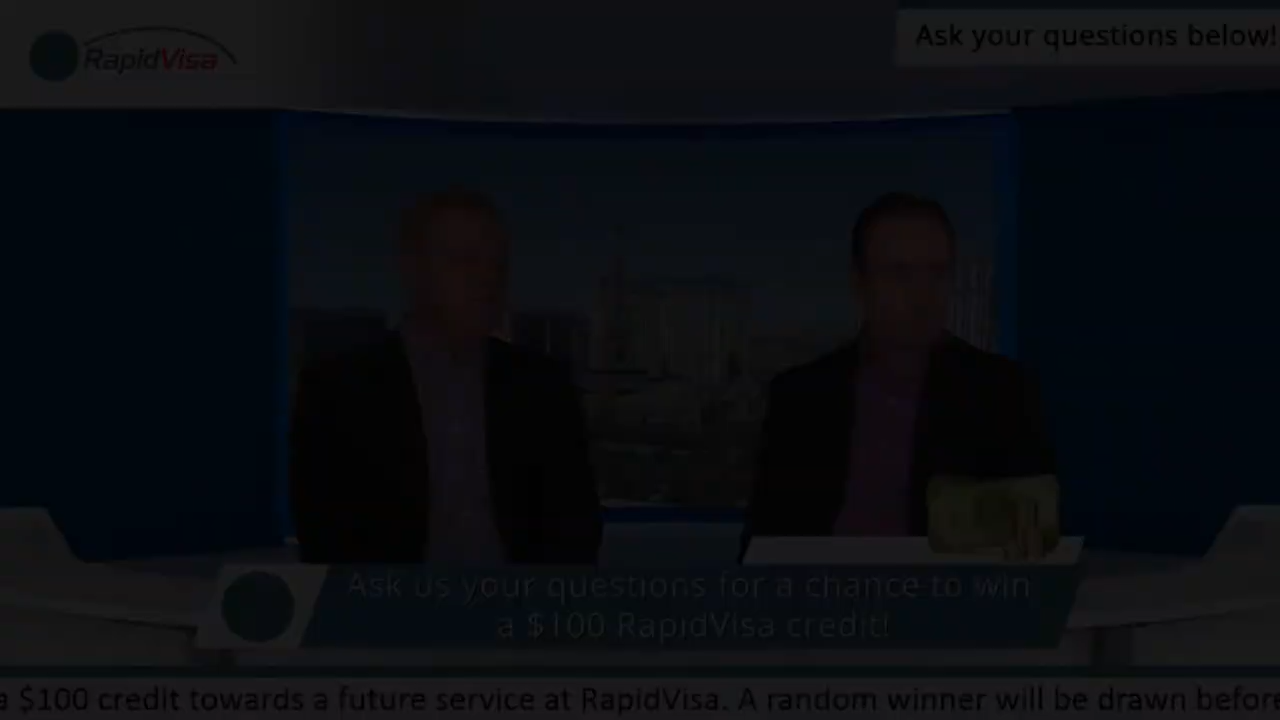 RapidVisa
Ask your questions below!
Ask us your questions for a chance to win
a $100 RapidVisa credit!
a $100 credit towards a future service at RapidVisa. A random winner will be drawn before